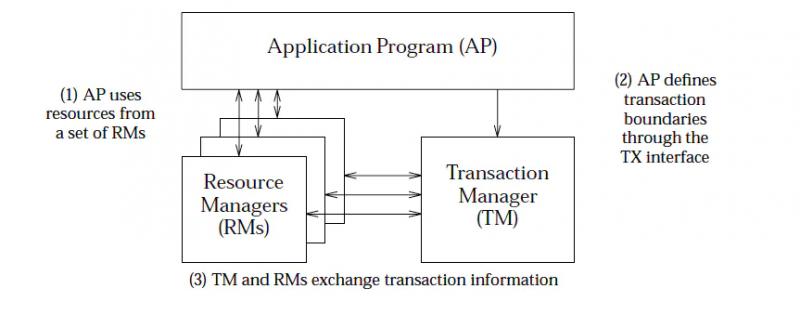 Application Program (AP)
(1) AP uses
resources from
a set of RMs
(2) AP defines
transaction
boundaries
through the
TX interface
Resource
Managers
(RMs)
Transaction
Manager
(TM)
(3) TM and RMs exchange transaction information